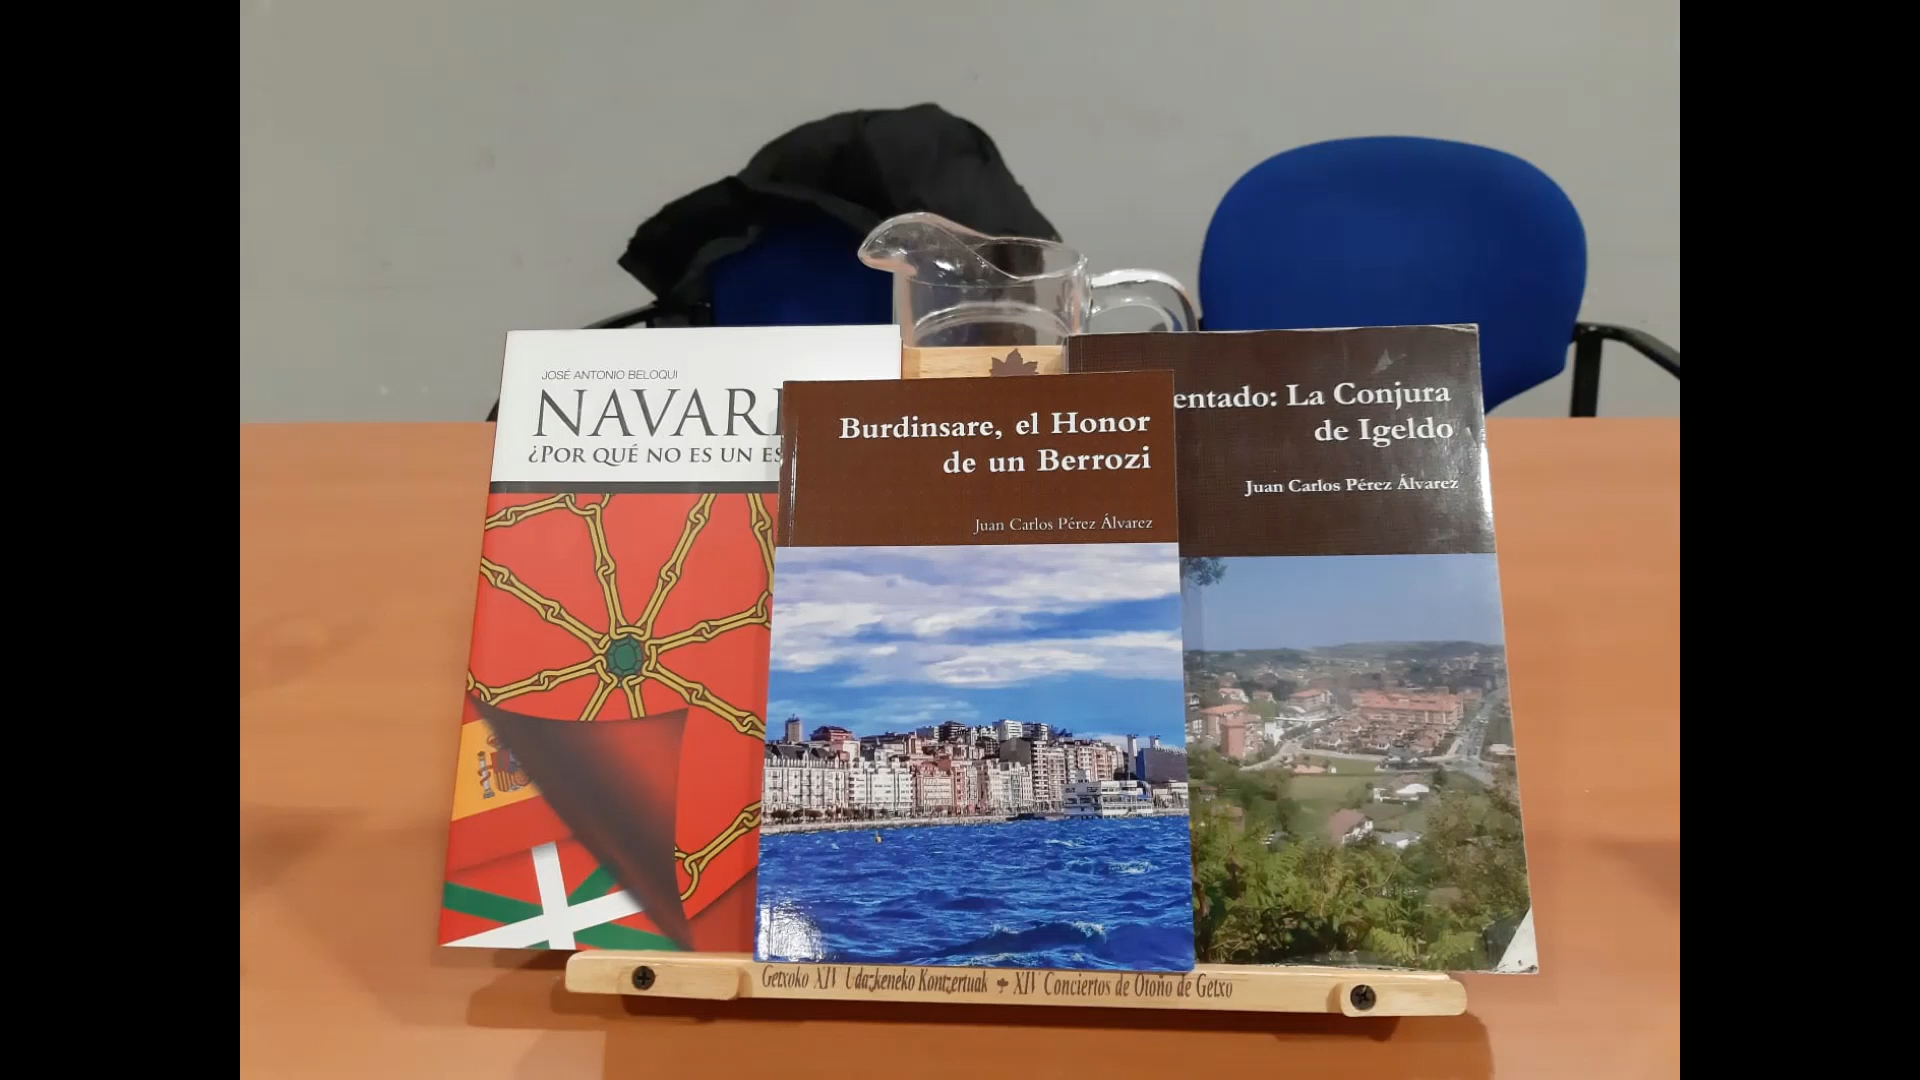 JOSÉ ANTONIO BELOQUI
NAVAR
¿POR QUÉ NO ES UN ES
Burdinsare, el Honor
de un Berrozi
Juan Carlos Pérez Álvarez
entado: La Conjura
de Igeldo
Juan Carlos Pérez Álvarez
Getxoko XIV Udazkeneko Kontzertuak XIV Conciertos de Otoño de Getxo